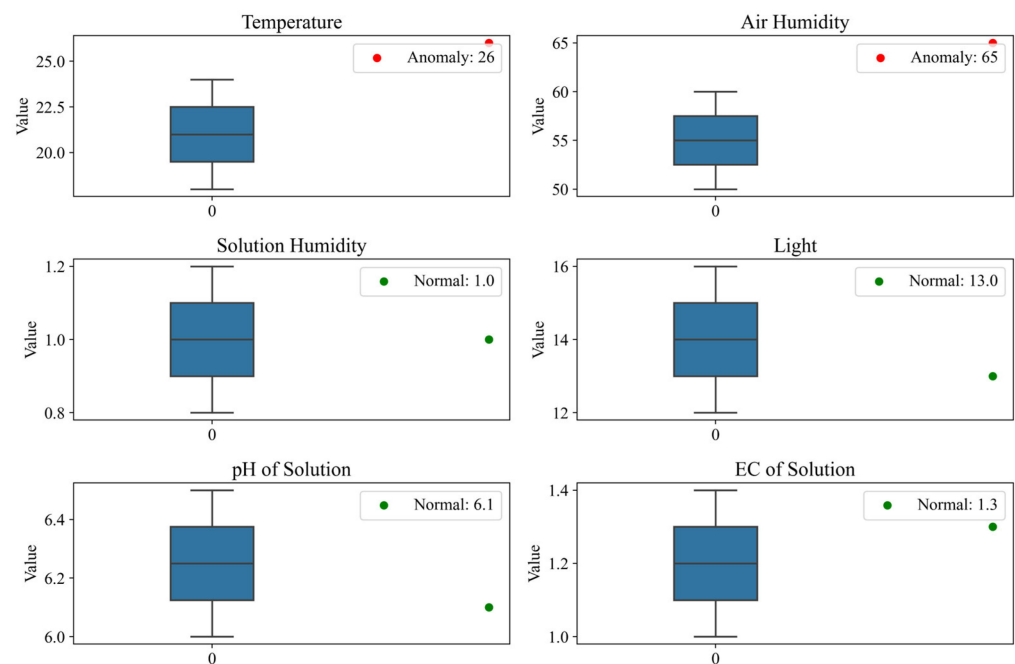 Temperature
Value
25.0
22.5
20.0
0
Anomaly: 26
Air Humidity
Value
65
60
55
50
0
Anomaly: 65
Solution Humidity
Value
1.2
1.0
0.8
0
Normal: 1.0
Light
Value
16
14
12
0
Normal: 13.0
pH of Solution
Value
6.4
6.2
6.0
0
Normal: 6.1
EC of Solution
Value
1.4
1.2
1.0
0
Normal: 1.3